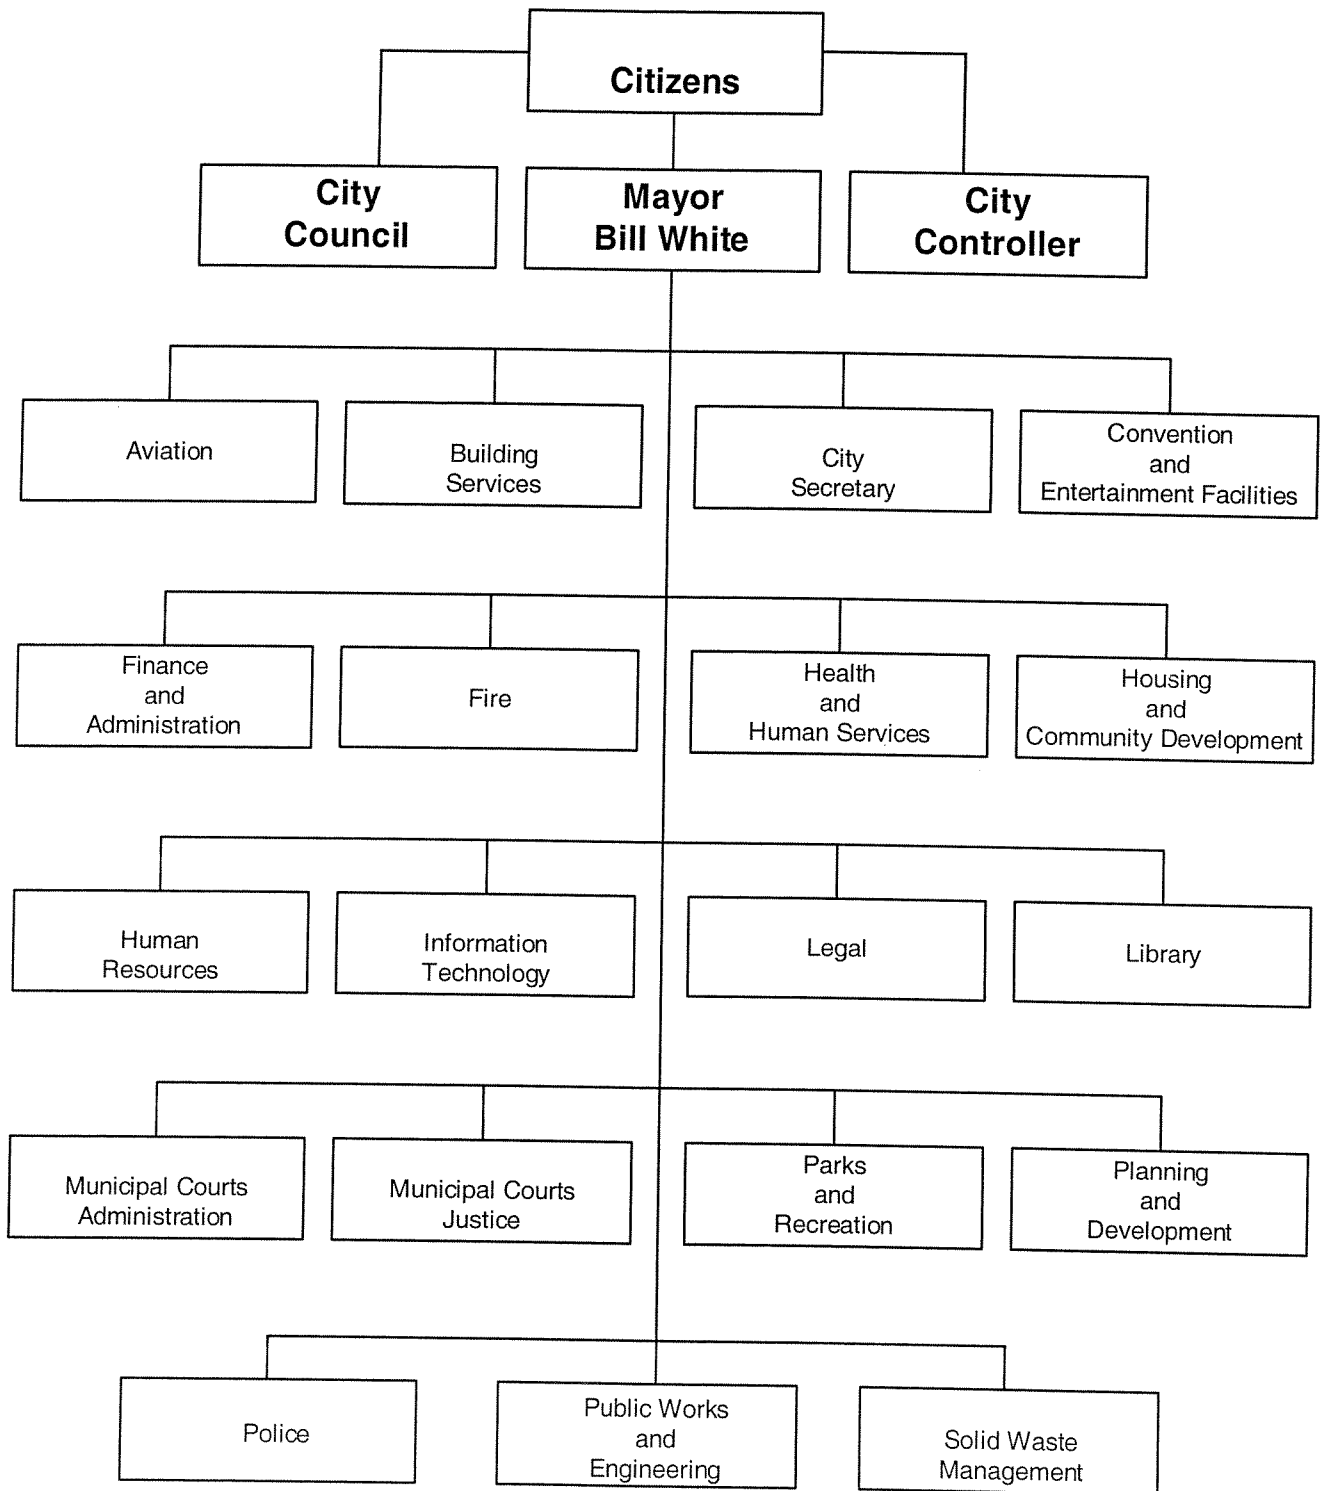 Citizens
City
Council
Mayor
Bill White
City
Controller
Aviation
Building
Services
City
Secretary
Convention
and
Entertainment Facilities
Finance
and
Administration
Fire
Health
and
Human Services
Housing
and
Community Development
Human
Resources
Information
Technology
Legal
Library
Municipal Courts
Administration
Municipal Courts
Justice
Parks
and
Recreation
Planning
and
Development
Police
Public Works
and
Engineering
Solid Waste
Management